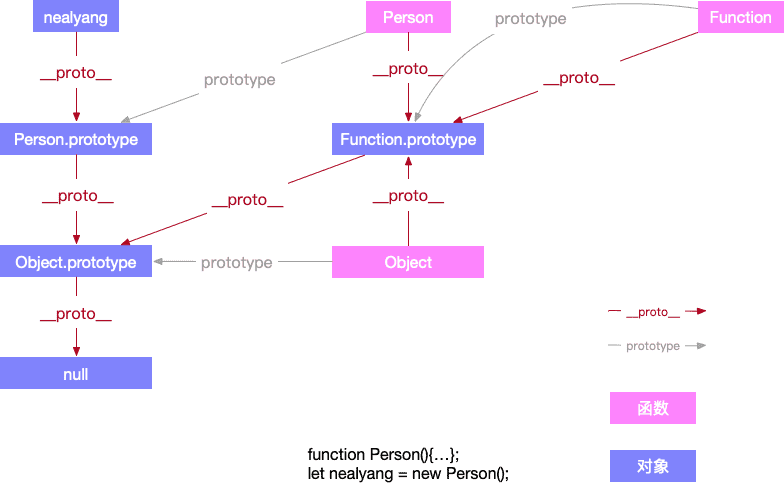 nealyang
Person
prototype
Function
__proto__
prototype
__proto__
__proto__
Person.prototype
Function.prototype
__proto__
__proto__
__proto__
Object.prototype
prototype
Object
__proto__
__proto__
prototype
null
函数
function Person(){...};
let nealyang = new Person();
对象